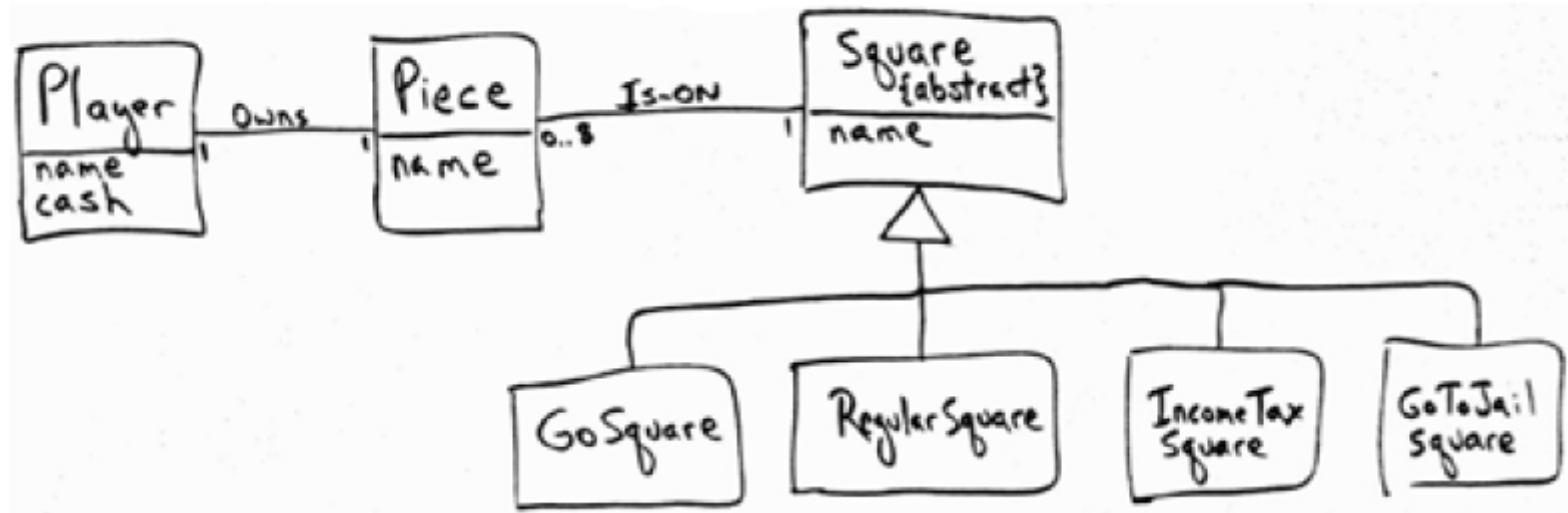 Player
name
cash
Owns
1
1
Piece
name
Is-ON
0..8
1
Square
{abstract}
name
GoSquare
RegularSquare
IncomeTax
Square
GoToJail
Square